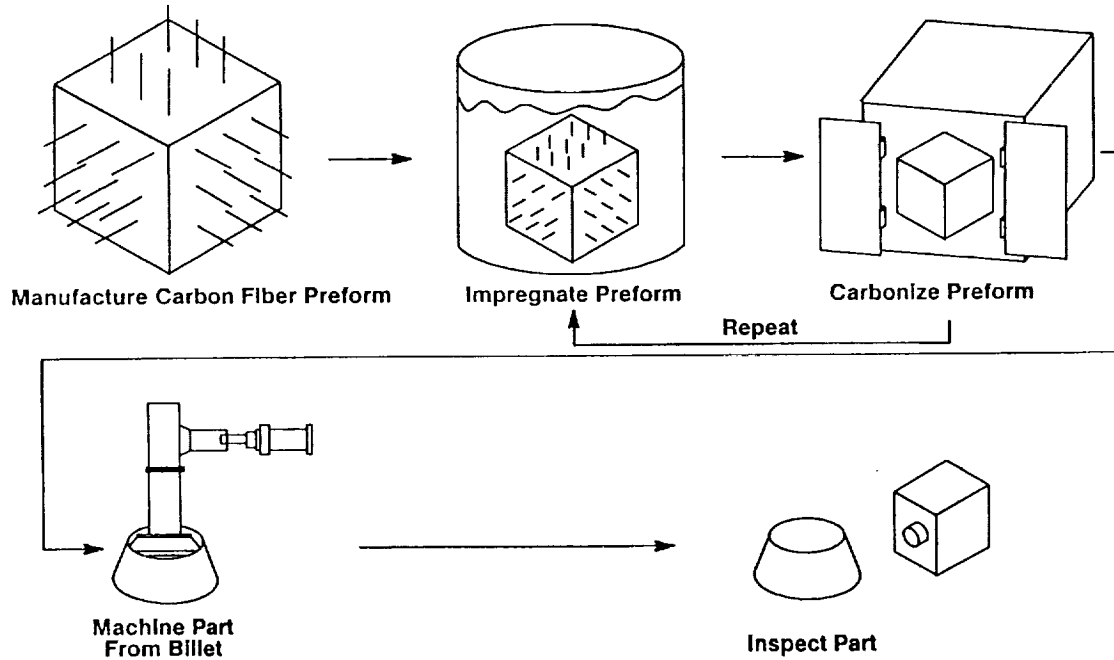 Manufacture Carbon Fiber Preform
Impregnate Preform
Carbonize Preform
Repeat
Machine Part
From Billet
Inspect Part